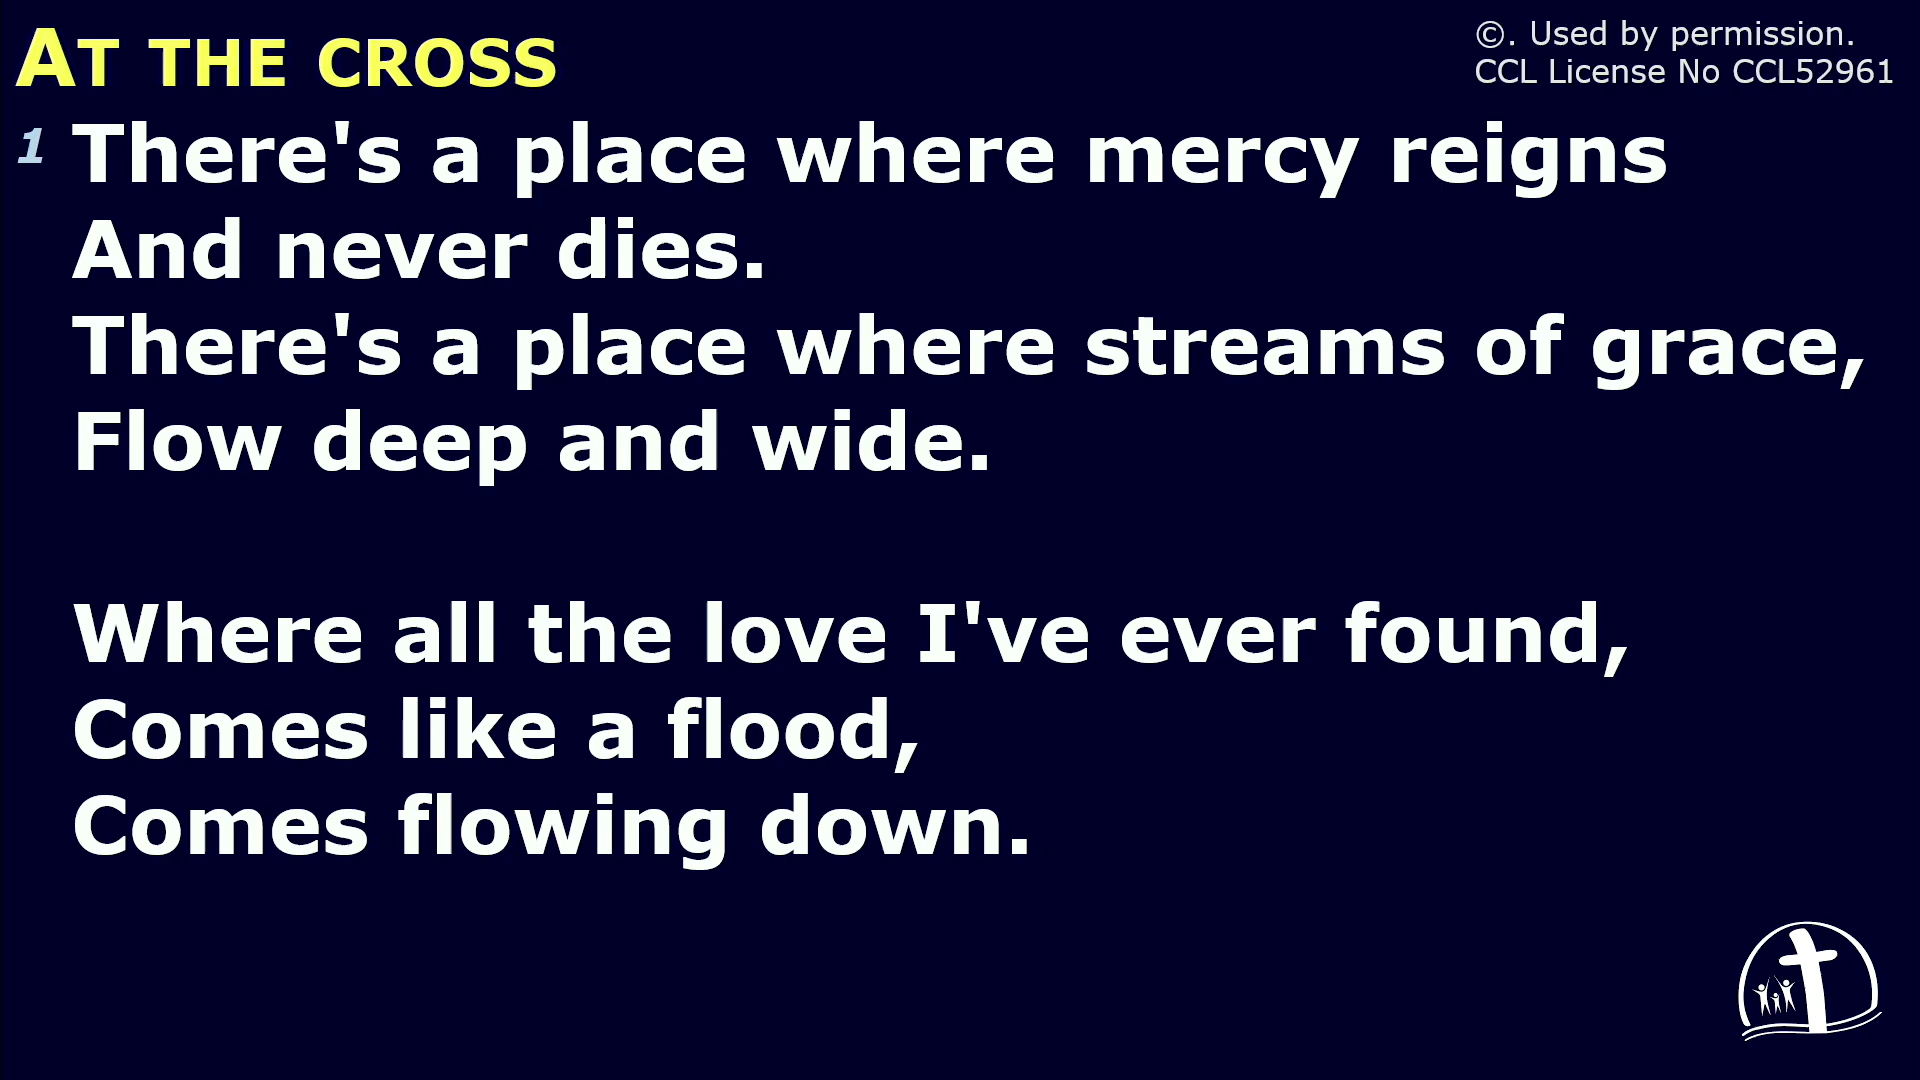 At the cross
©. Used by permission.
CCL License No CCL52961
1 There's a place where mercy reigns
And never dies.
There's a place where streams of grace,
Flow deep and wide.
Where all the love I've ever found,
Comes like a flood,
Comes flowing down.